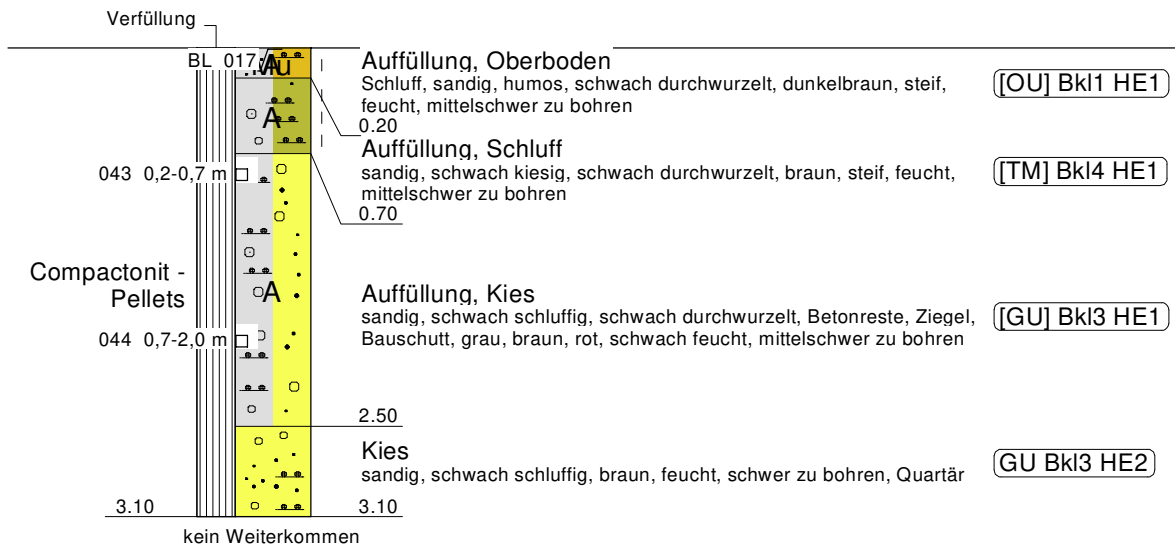 Verfüllung
BL 017
Auffüllung, Oberboden
Schluff, sandig, humos, schwach durchwurzelt, dunkelbraun, steif,
feucht, mittelschwer zu bohren
[OU] Bkl1 HE1
0.20
A
Auffüllung, Schluff
sandig, schwach kiesig, schwach durchwurzelt, braun, steif, feucht,
mittelschwer zu bohren
[TM] Bkl4 HE1
043 0,2-0,7 m
0.70
Compactonit -
Pellets
A
Auffüllung, Kies
sandig, schwach schluffig, schwach durchwurzelt, Betonreste, Ziegel,
Bauschutt, grau, braun, rot, schwach feucht, mittelschwer zu bohren
[GU] Bkl3 HE1
044 0,7-2,0 m
2.50
Kies
sandig, schwach schluffig, braun, feucht, schwer zu bohren, Quartär
GU Bkl3 HE2
3.10
3.10
kein Weiterkommen